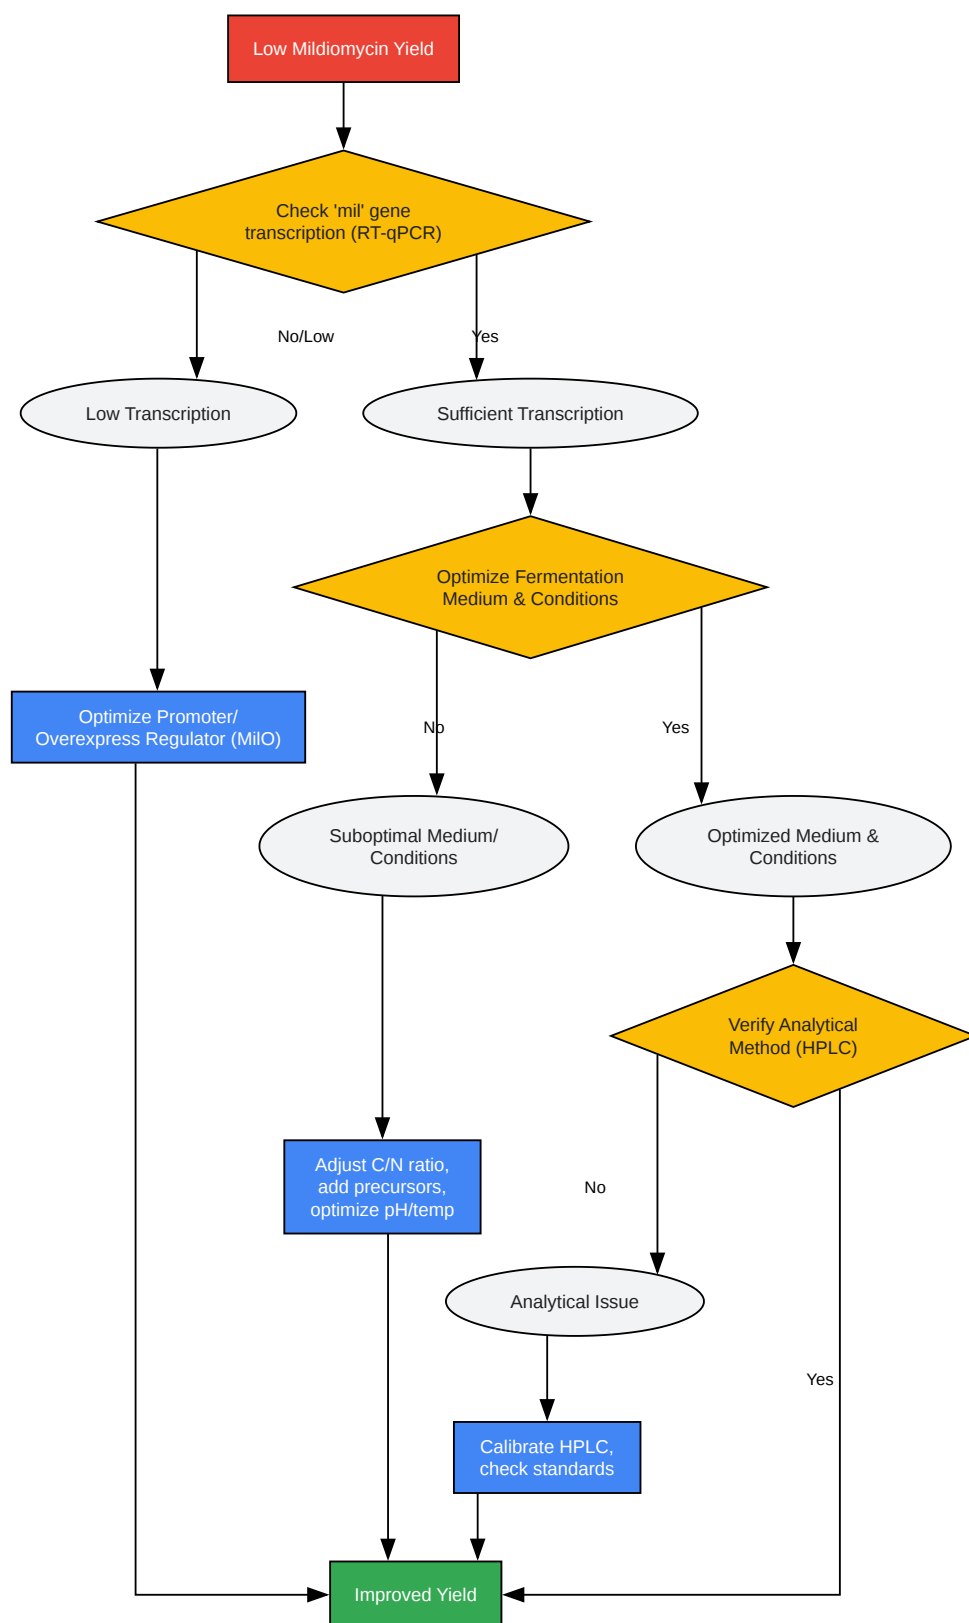 Low Mildiomycin Yield
Check 'mil' gene
transcription (RT-qPCR)
No/Low
Yes
Low Transcription
Sufficient Transcription
Optimize Fermentation
Medium & Conditions
Optimize Promoter/
Overexpress Regulator (MilO)
No
Yes
Suboptimal Medium/
Conditions
Optimized Medium &
Conditions
Verify Analytical
Method (HPLC)
Adjust C/N ratio,
add precursors,
optimize pH/temp
No
Analytical Issue
Yes
Calibrate HPLC,
check standards
Improved Yield